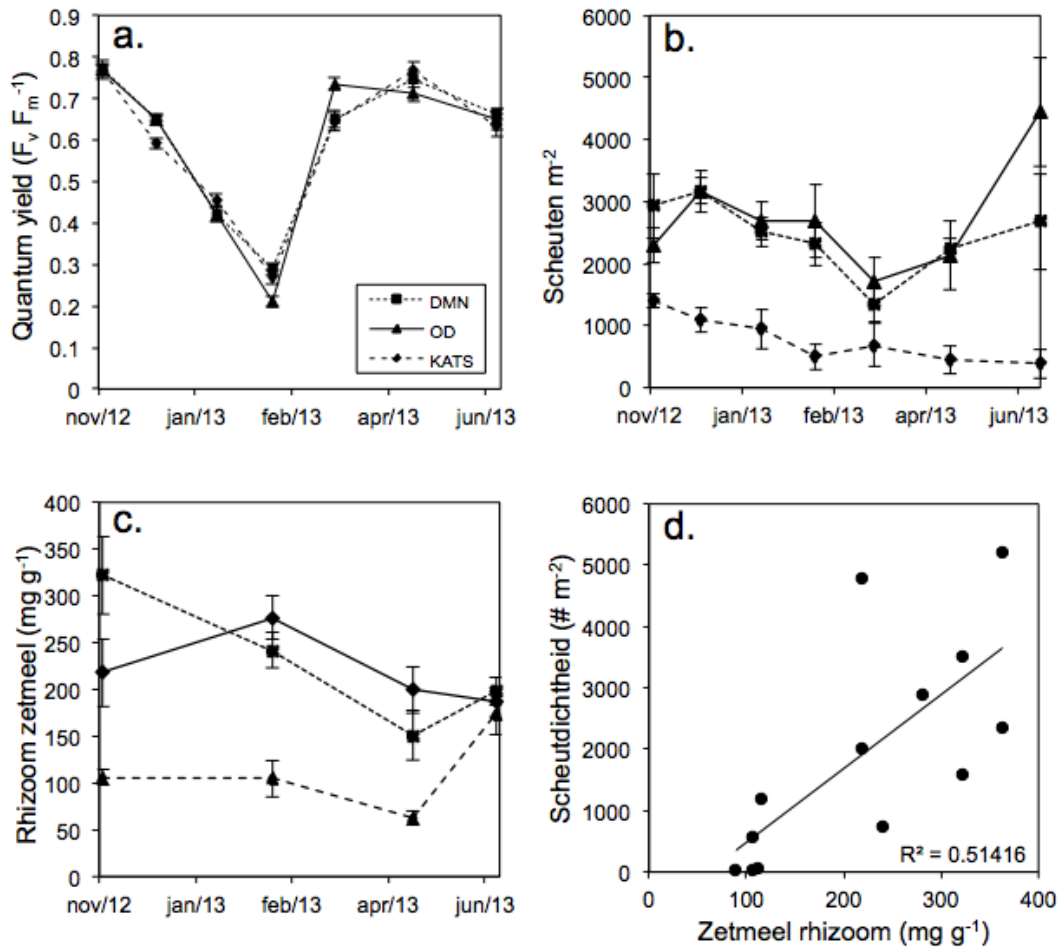 a.
Quantum yield (Fv Fm-1)
0.9
0.8
0.7
0.6
0.5
0.4
0.3
0.2
0.1
0
nov/12 jan/13 feb/13 apr/13 jun/13
DMN
OD
KATS
b.
Scheuten m-2
6000
5000
4000
3000
2000
1000
0
nov/12 jan/13 feb/13 apr/13 jun/13
c.
Rhizoom zetmeel (mg g-1)
400
350
300
250
200
150
100
50
0
nov/12 jan/13 feb/13 apr/13 jun/13
d.
Scheutdichtheid (# m-2)
6000
5000
4000
3000
2000
1000
0
R² = 0.51416
0 100 200 300 400
Zetmeel rhizoom (mg g-1)